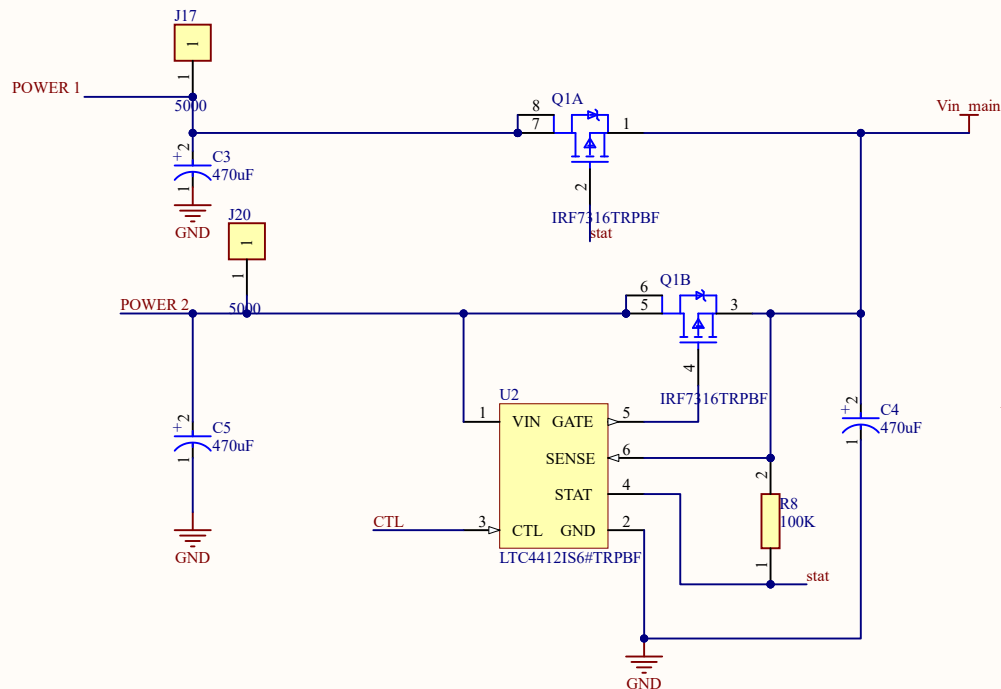 J17
1
1
POWER 1
5000
2
+
C3
470uF
1
GND
Q1A
8
7
1
2
IRF7316TRPBF
stat
Vin_main
J20
1
1
POWER 2
5000
Q1B
6
5
3
4
IRF7316TRPBF
2
+
C5
470uF
1
GND
U2
1
VIN
GATE
5
SENSE
6
STAT
4
CTL
3
CTL
GND
2
LTC4412IS6#TRPBF
2
+
C4
470uF
1
2
R8
100K
1
stat
GND